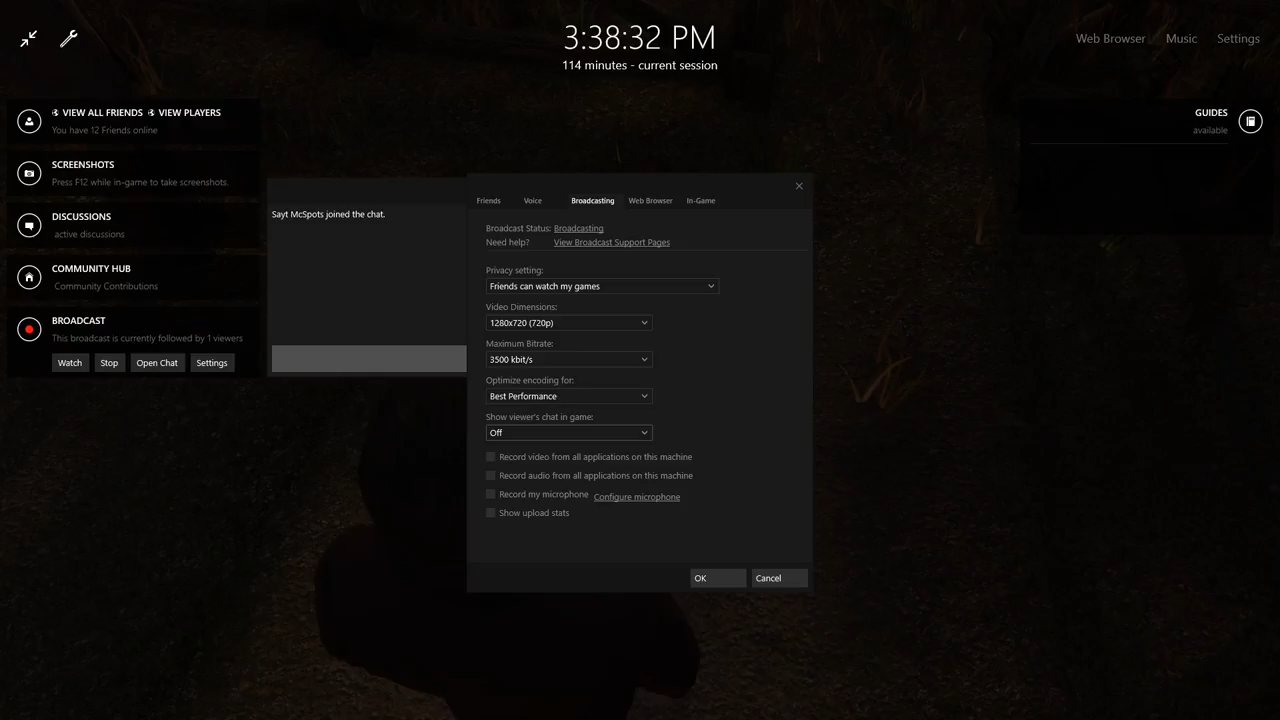 3:38:32 PM
114 minutes - current session
Web Browser Music Settings
VIEW ALL FRIENDS VIEW PLAYERS
You have 12 Friends online
SCREENSHOTS
Press F12 while in-game to take screenshots.
DISCUSSIONS
active discussions
COMMUNITY HUB
Community Contributions
BROADCAST
This broadcast is currently followed by 1 viewers
Watch Stop Open Chat Settings
Sayt McSpots joined the chat.
Friends Voice Broadcasting Web Browser In-Game
Broadcast Status: Broadcasting
Need help? View Broadcast Support Pages
Privacy setting:
Friends can watch my games
Video Dimensions:
1280x720 (720p)
Maximum Bitrate:
3500 kbit/s
Optimize encoding for:
Best Performance
Show viewer's chat in game:
Off
Record video from all applications on this machine
Record audio from all applications on this machine
Record my microphone Configure microphone
Show upload stats
OK Cancel
GUIDES
available